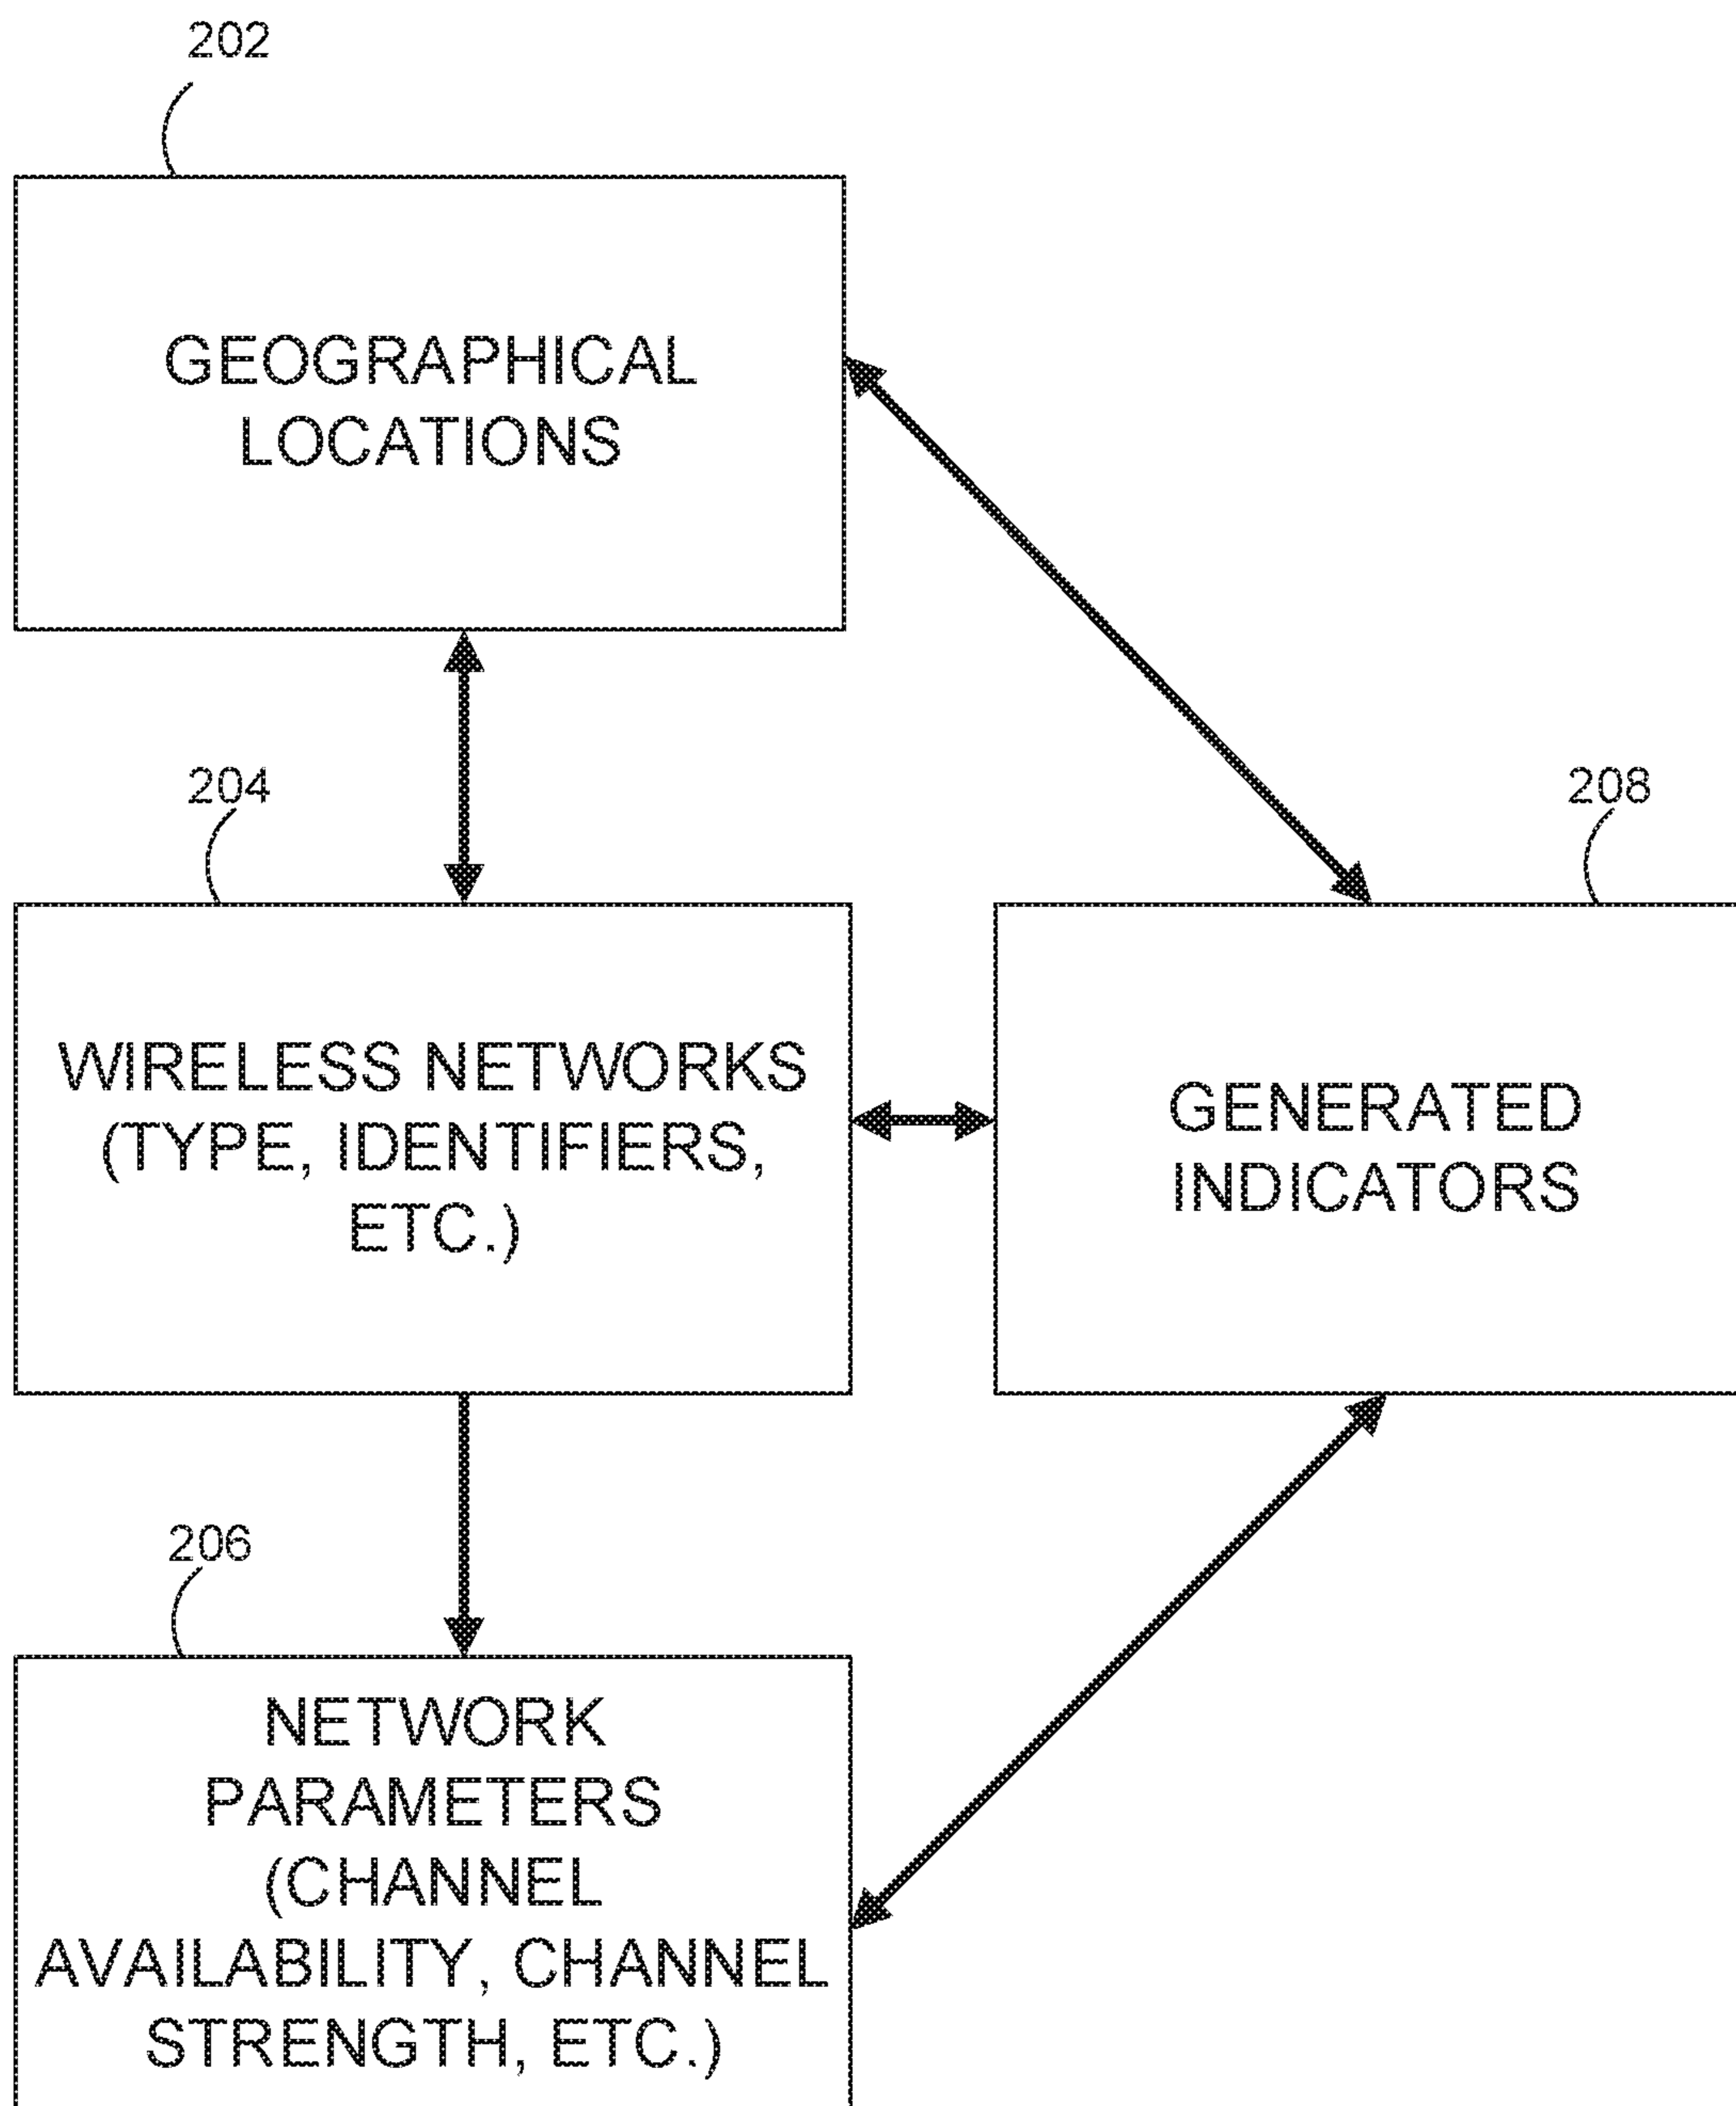 202
GEOGRAPHICAL
LOCATIONS
204
WIRELESS NETWORKS
(TYPE, IDENTIFIERS,
ETC.)
208
GENERATED
INDICATORS
206
NETWORK
PARAMETERS
(CHANNEL
AVAILABILITY, CHANNEL
STRENGTH, ETC.)